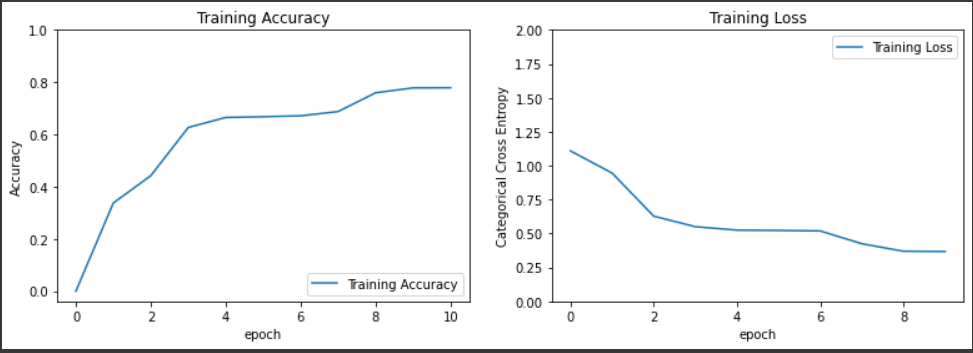 Training Accuracy
1.0
0.8
0.6
0.4
0.2
0.0
Accuracy
Training Accuracy
0 2 4 6 8 10
epoch
Training Loss
2.00
1.75
1.50
1.25
1.00
0.75
0.50
0.25
0.00
Categorical Cross Entropy
Training Loss
0 2 4 6 8
epoch